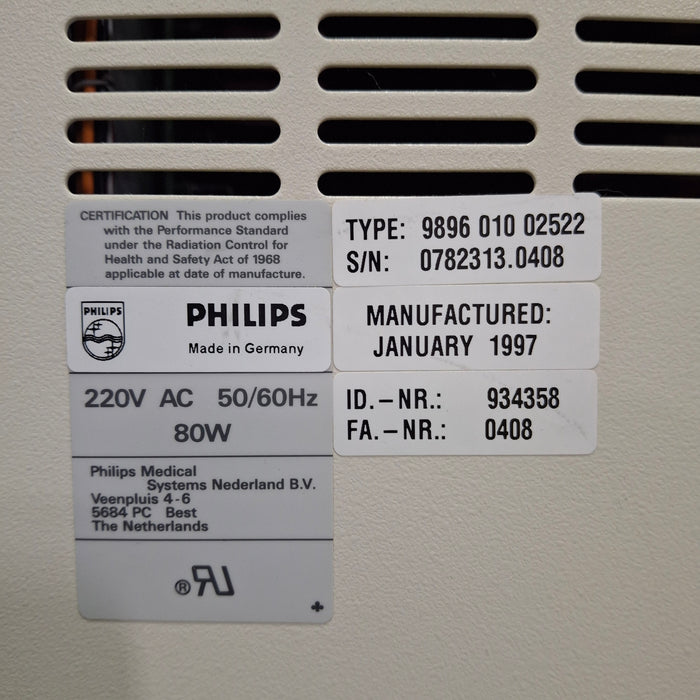 CERTIFICATION This product complies
with the Performance Standard
under the Radiation Control for
Health and Safety Act of 1968
applicable at date of manufacture.
PHILIPS
PHILIPS
Made in Germany
220V AC 50/60Hz
80W
Philips Medical
Systems Nederland B.V.
Veenpluis 4-6
5684 PC Best
The Netherlands
TYPE: 9896 010 02522
S/N: 0782313.0408
MANUFACTURED:
JANUARY 1997
ID.-NR.: 934358
FA.-NR.: 0408